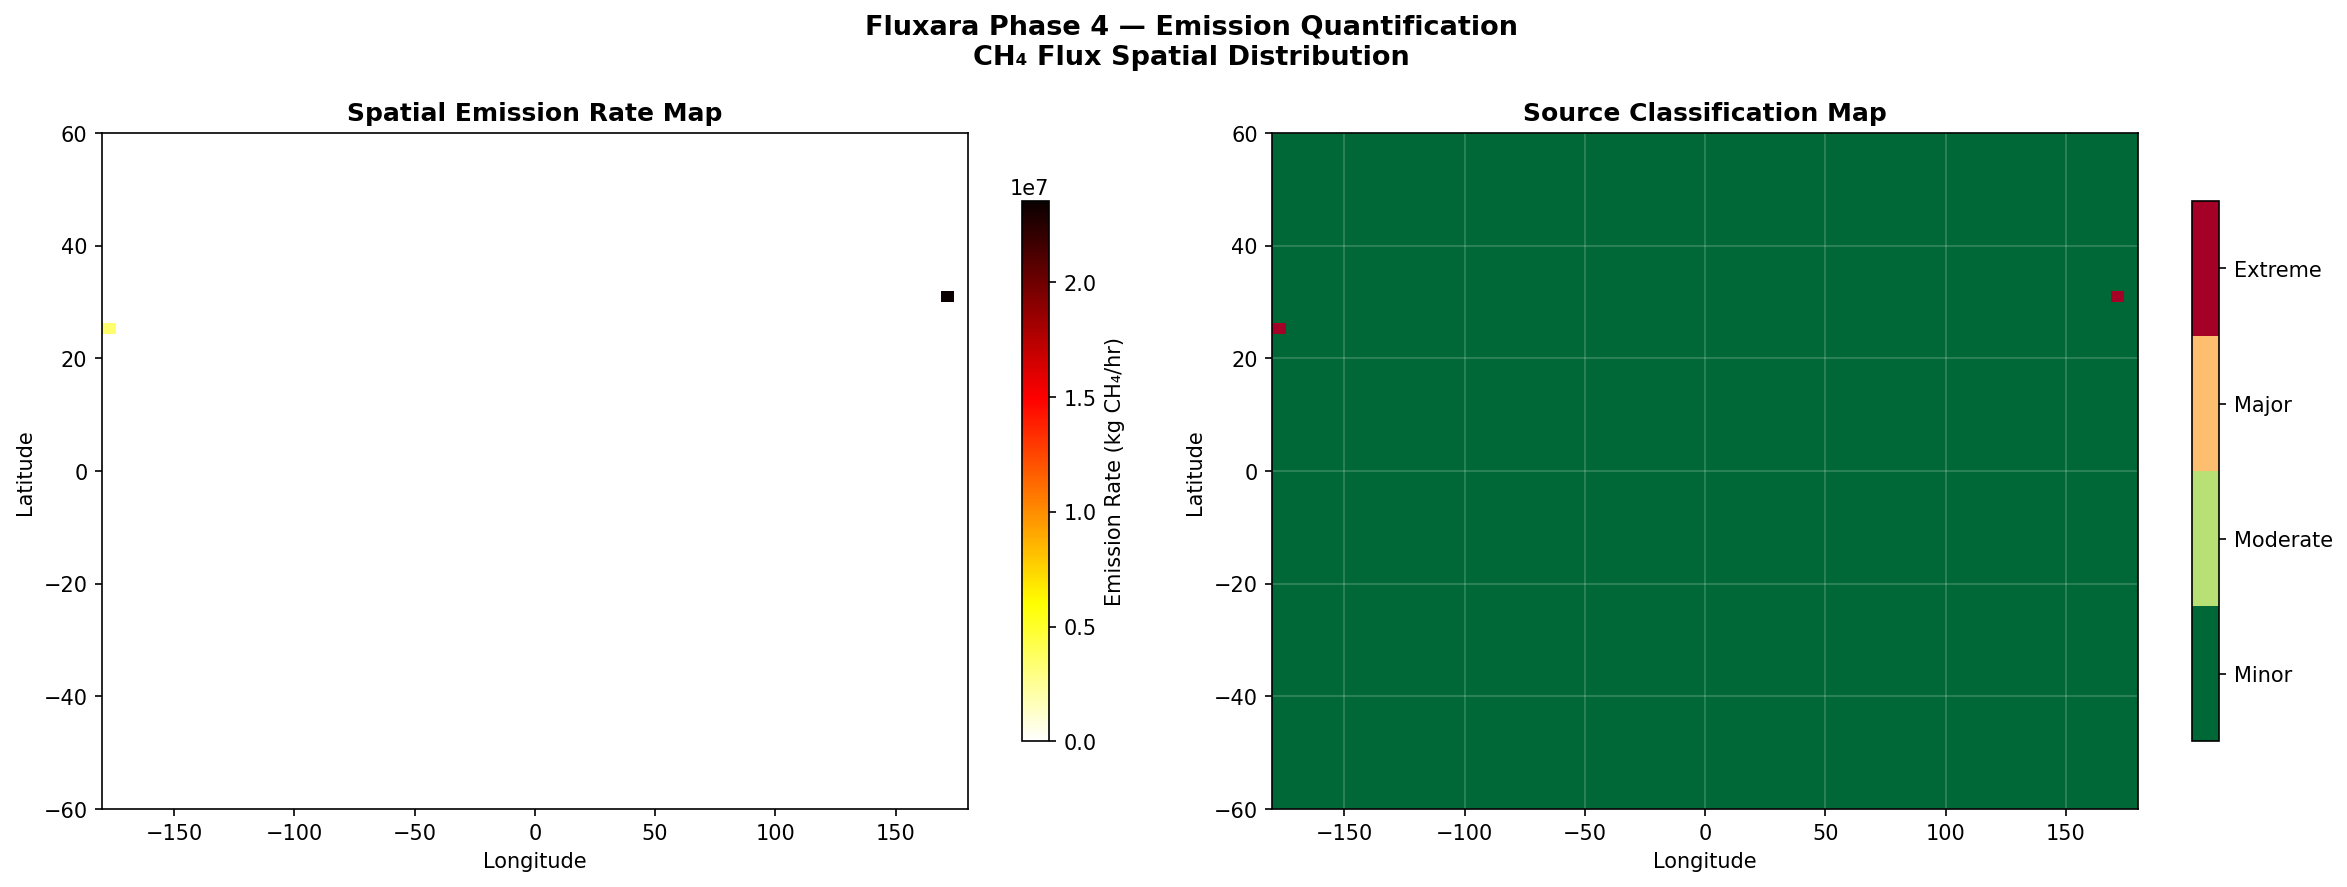 Fluxara Phase 4 — Emission Quantification
CH₄ Flux Spatial Distribution
Spatial Emission Rate Map
60
40
20
0
−20
−40
−60
Latitude
−150
−100
−50
0
50
100
150
Longitude
1e7
2.0
1.5
1.0
0.5
0.0
Emission Rate (kg CH₄/hr)
Source Classification Map
60
40
20
0
−20
−40
−60
Latitude
−150
−100
−50
0
50
100
150
Longitude
Extreme
Major
Moderate
Minor